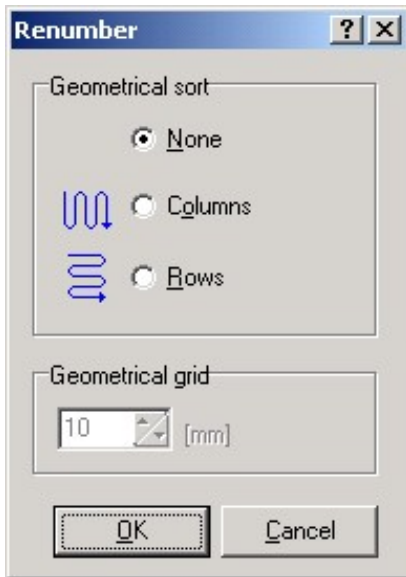 Renumber
Geometrical sort
None
Columns
Rows
Geometrical grid
10 [mm]
OK Cancel